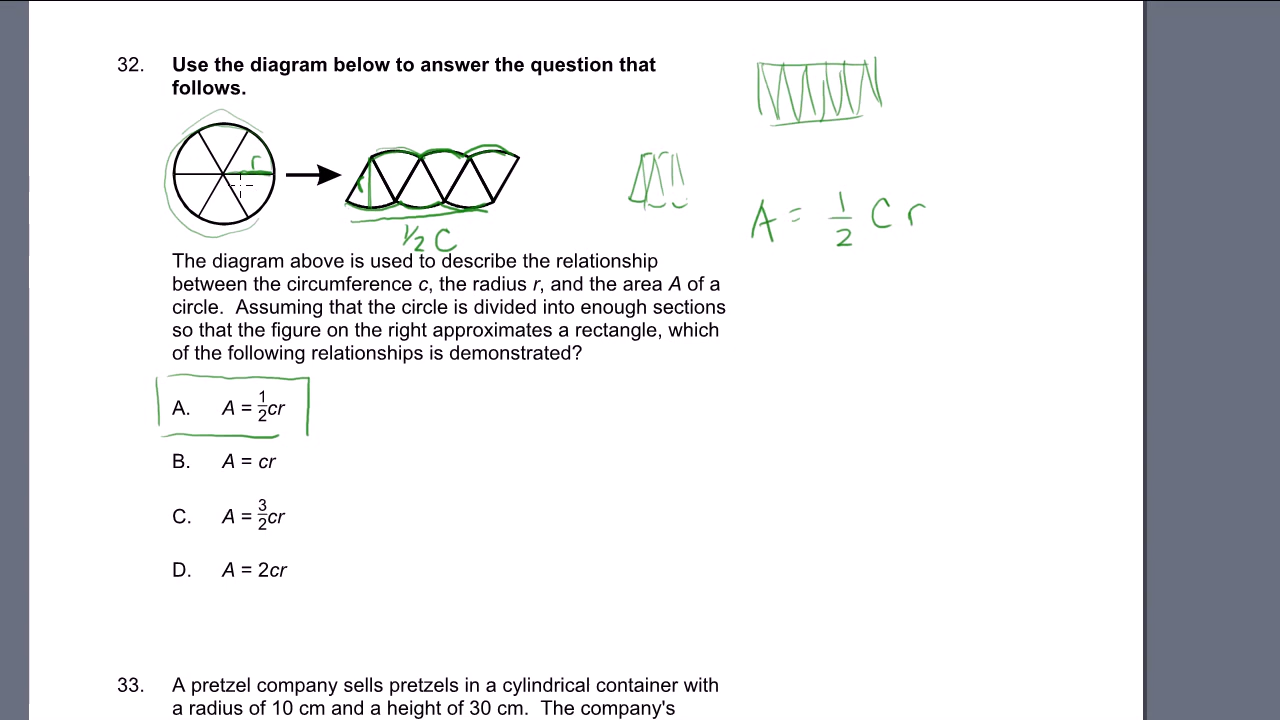 32. Use the diagram below to answer the question that
follows.
r
r
1/2 C
A = 1/2 C r
The diagram above is used to describe the relationship
between the circumference c, the radius r, and the area A of a
circle. Assuming that the circle is divided into enough sections
so that the figure on the right approximates a rectangle, which
of the following relationships is demonstrated?
A. A = 1/2cr
B. A = cr
C. A = 3/2cr
D. A = 2cr
33. A pretzel company sells pretzels in a cylindrical container with
a radius of 10 cm and a height of 30 cm. The company's